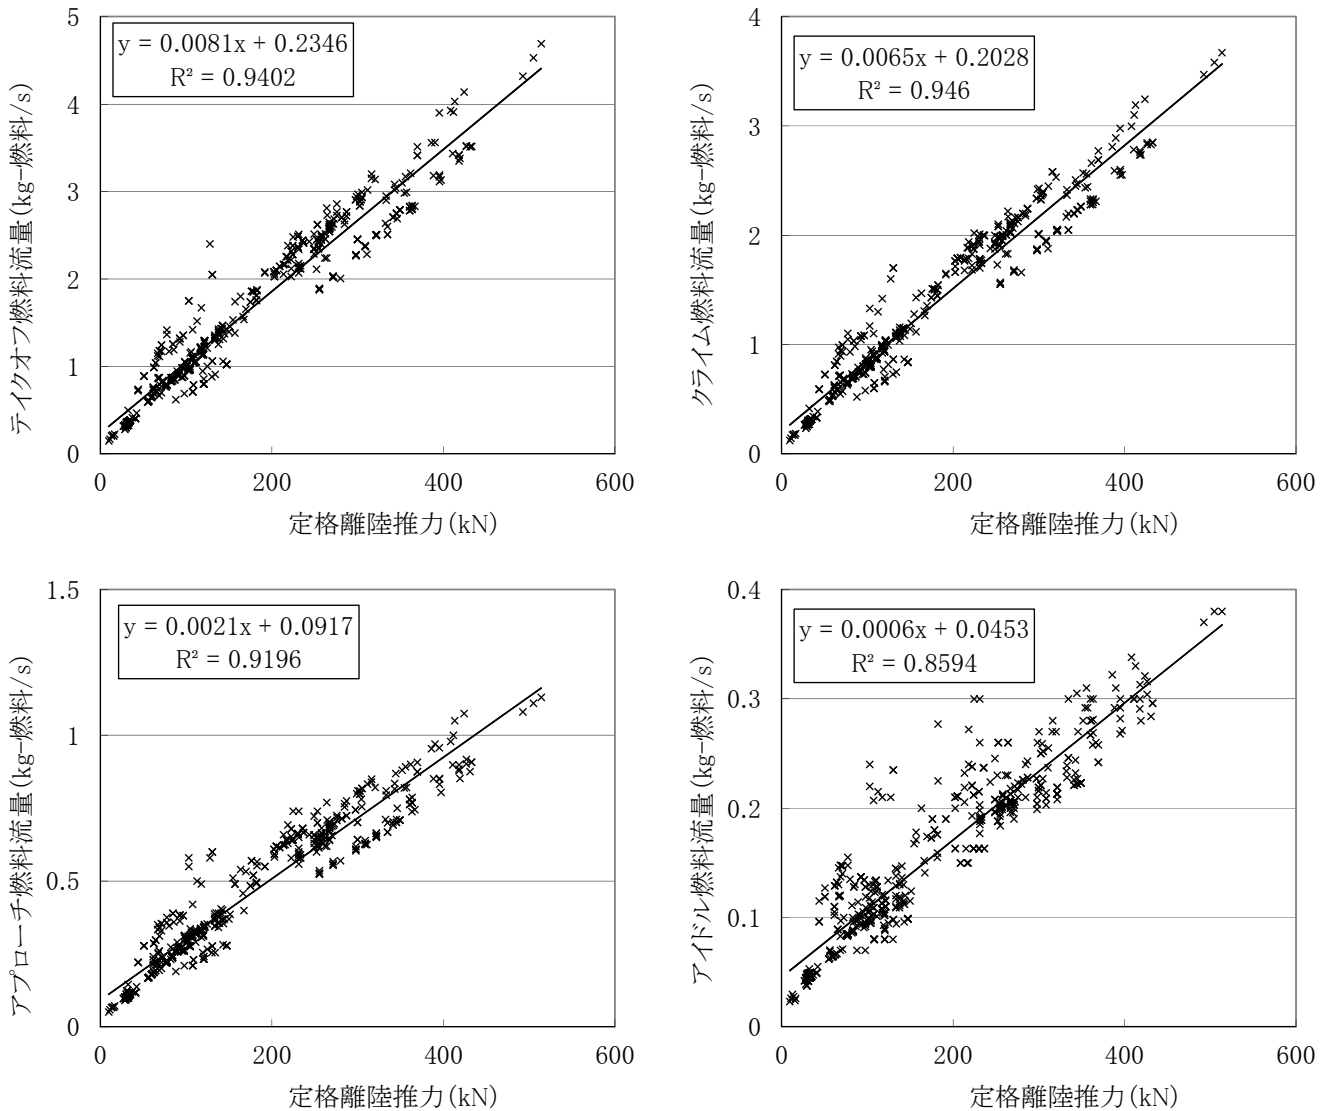 テイクオフ燃料流量(kg-燃料/s)
5
4
3
2
1
0
y = 0.0081x + 0.2346
R² = 0.9402
0 200 400 600
定格離陸推力(kN)
クライム燃料流量(kg-燃料/s)
4
3
2
1
0
y = 0.0065x + 0.2028
R² = 0.946
0 200 400 600
定格離陸推力(kN)
アプローチ燃料流量(kg-燃料/s)
1.5
1
0.5
0
y = 0.0021x + 0.0917
R² = 0.9196
0 200 400 600
定格離陸推力(kN)
アイドル燃料流量(kg-燃料/s)
0.4
0.3
0.2
0.1
0
y = 0.0006x + 0.0453
R² = 0.8594
0 200 400 600
定格離陸推力(kN)